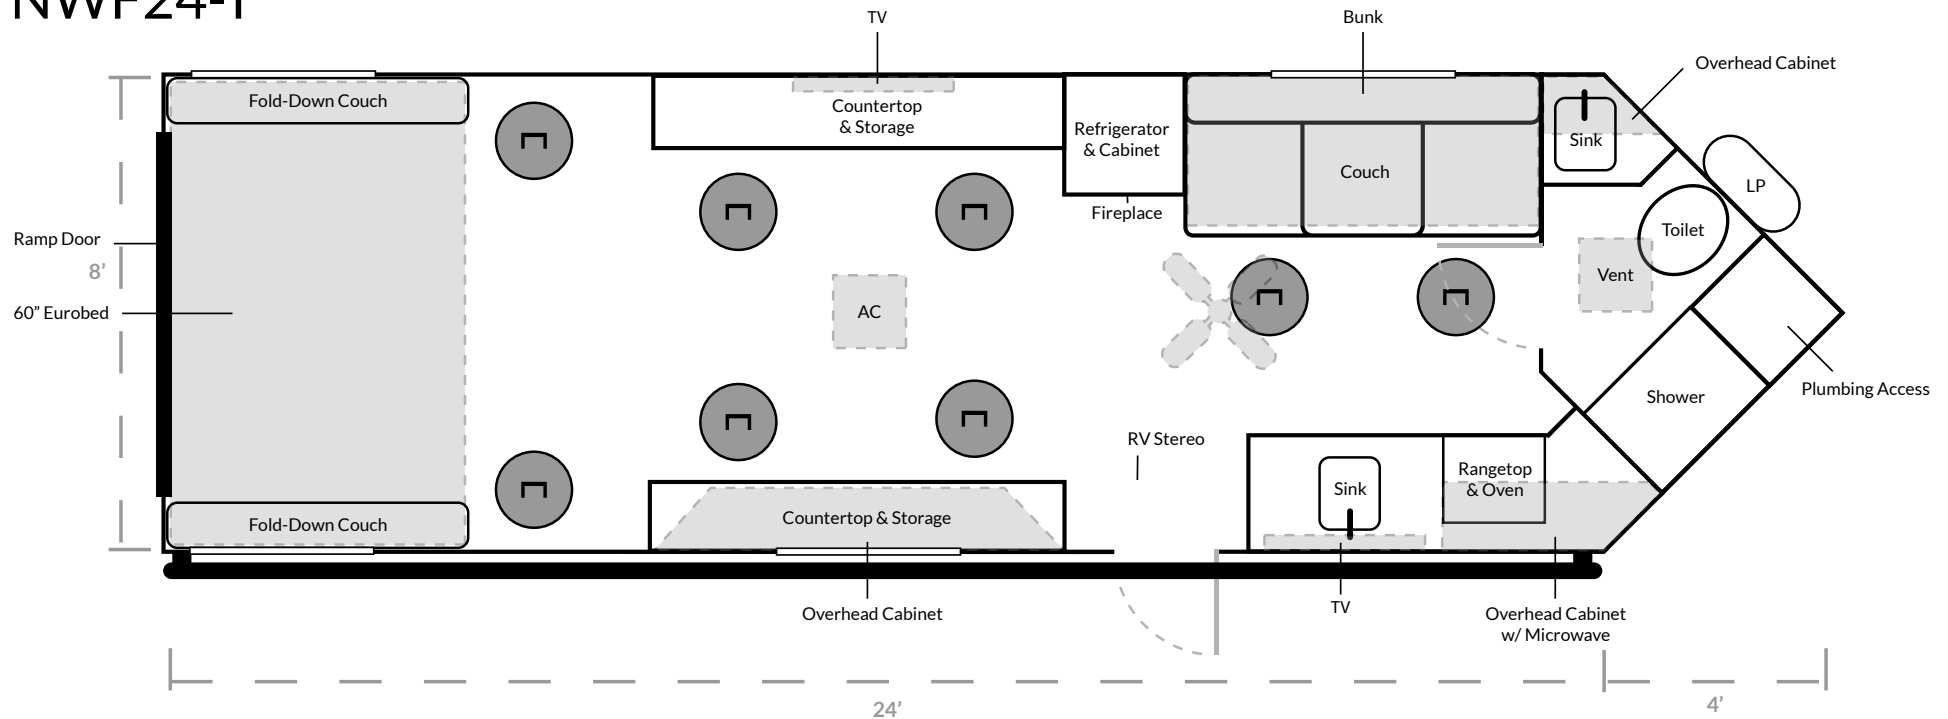 NWF24-1
TV
Bunk
Overhead Cabinet
Fold-Down Couch
Countertop
& Storage
Refrigerator
& Cabinet
Sink
Couch
LP
Fireplace
Toilet
Ramp Door
8’
Vent
60” Eurobed
AC
Plumbing Access
Shower
RV Stereo
Rangetop
& Oven
Sink
Countertop & Storage
Fold-Down Couch
Overhead Cabinet
TV
Overhead Cabinet
w/ Microwave
24’
4’